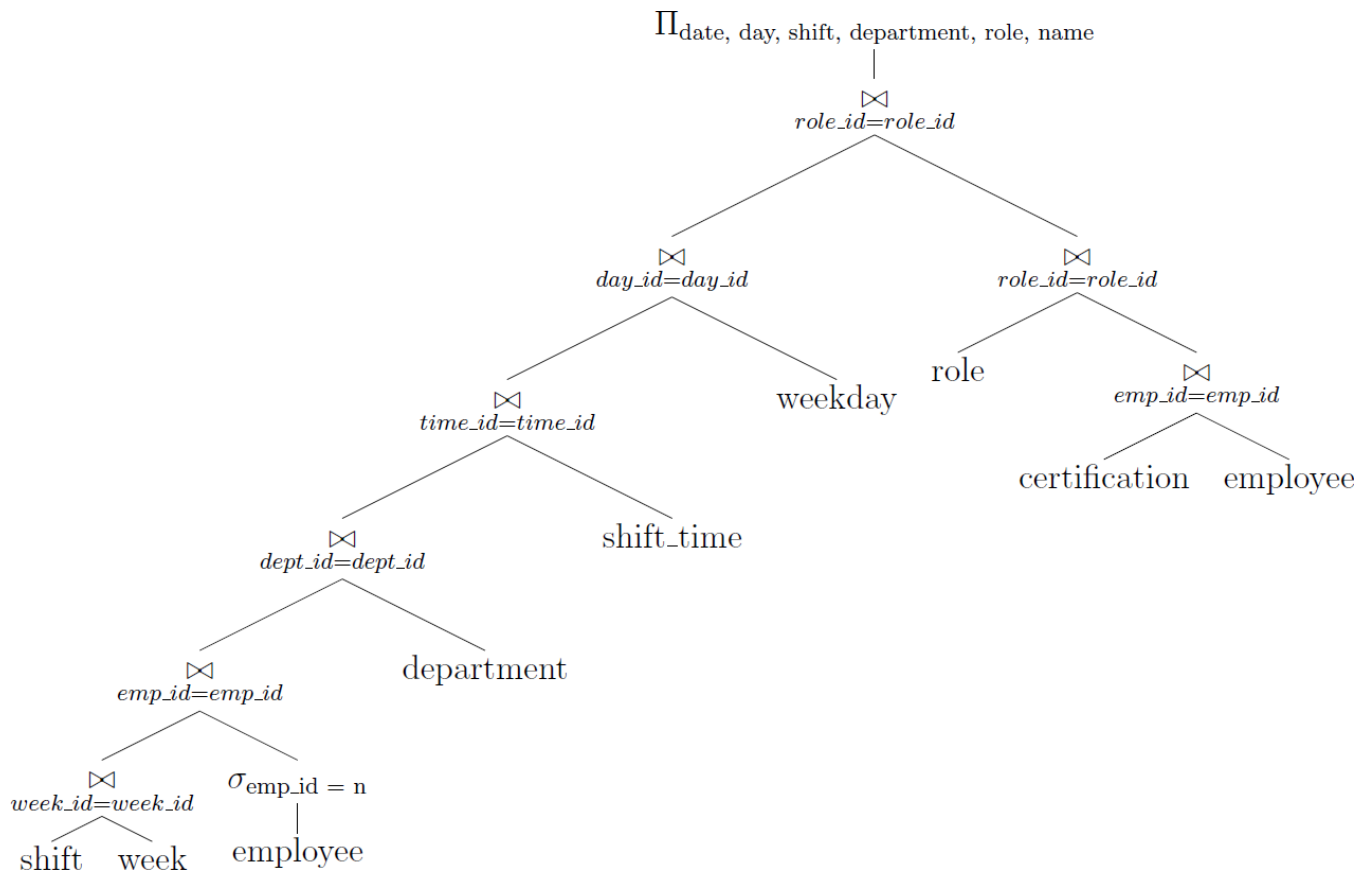 Π date, day, shift, department, role, name
⋈
role_id=role_id
⋈
day_id=day_id
⋈
role_id=role_id
role
⋈
emp_id=emp_id
weekday
⋈
time_id=time_id
certification
employee
shift_time
⋈
dept_id=dept_id
department
⋈
emp_id=emp_id
⋈
week_id=week_id
σ emp_id = n
shift
week
employee